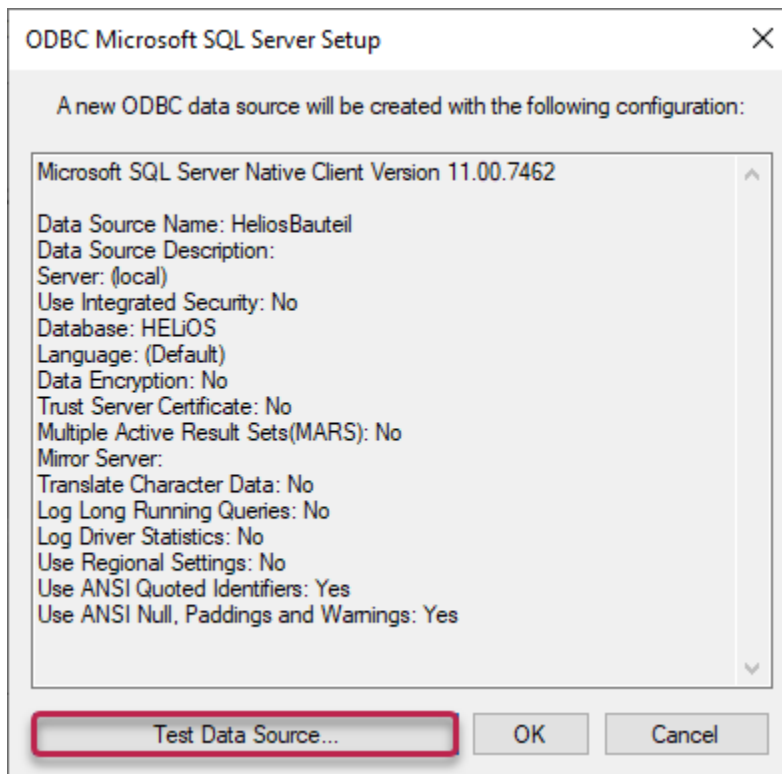 ODBC Microsoft SQL Server Setup
A new ODBC data source will be created with the following configuration:
Microsoft SQL Server Native Client Version 11.00.7462
Data Source Name: HeliosBauteil
Data Source Description:
Server: (local)
Use Integrated Security: No
Database: HELiOS
Language: (Default)
Data Encryption: No
Trust Server Certificate: No
Multiple Active Result Sets(MARS): No
Mirror Server:
Translate Character Data: No
Log Long Running Queries: No
Log Driver Statistics: No
Use Regional Settings: No
Use ANSI Quoted Identifiers: Yes
Use ANSI Null, Paddings and Warnings: Yes
Test Data Source... OK Cancel